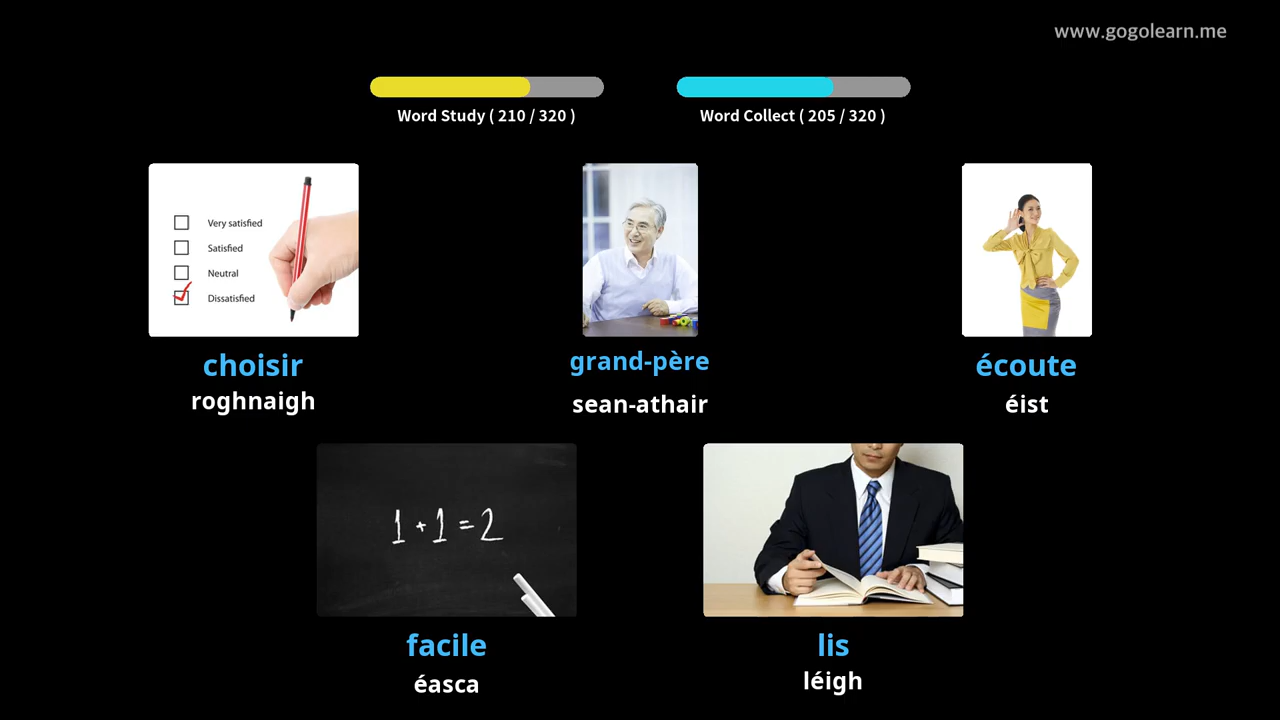 www.gogolearn.me
Word Study ( 210 / 320 )
Word Collect ( 205 / 320 )
Very satisfied
Satisfied
Neutral
Dissatisfied
choisir
roghnaigh
grand-père
sean-athair
écoute
éist
1 + 1 = 2
facile
éasca
lis
léigh